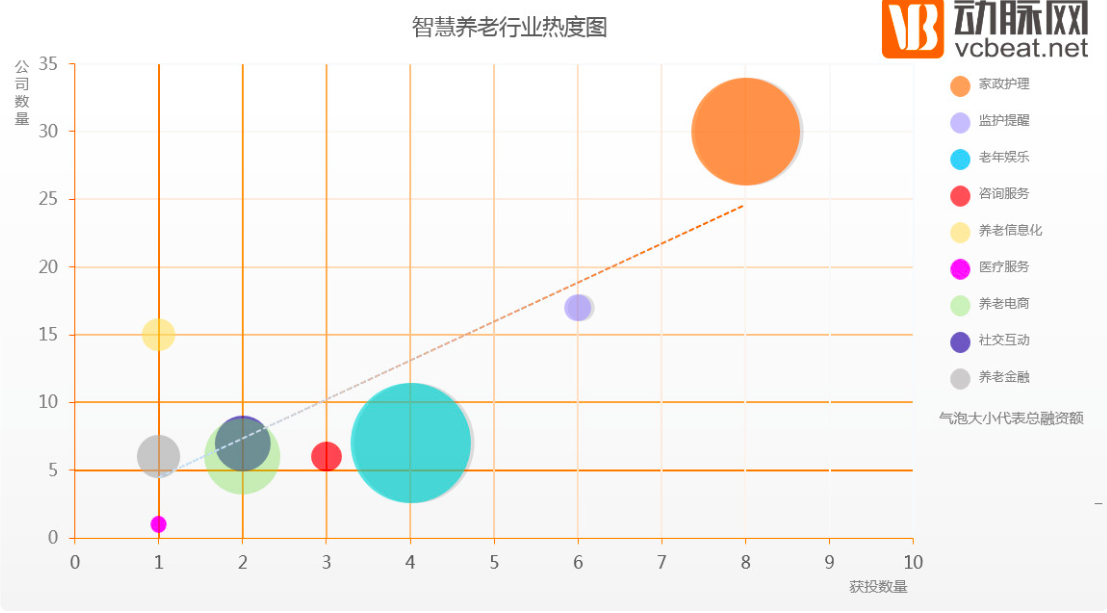 智慧养老行业热度图
动脉网
vcbeat.net
公司数量
35
30
25
20
15
10
5
0
0 1 2 3 4 5 6 7 8 9 10
获投数量
家政护理
监护提醒
老年娱乐
咨询服务
养老信息化
医疗服务
养老电商
社交互动
养老金融
气泡大小代表总融资额